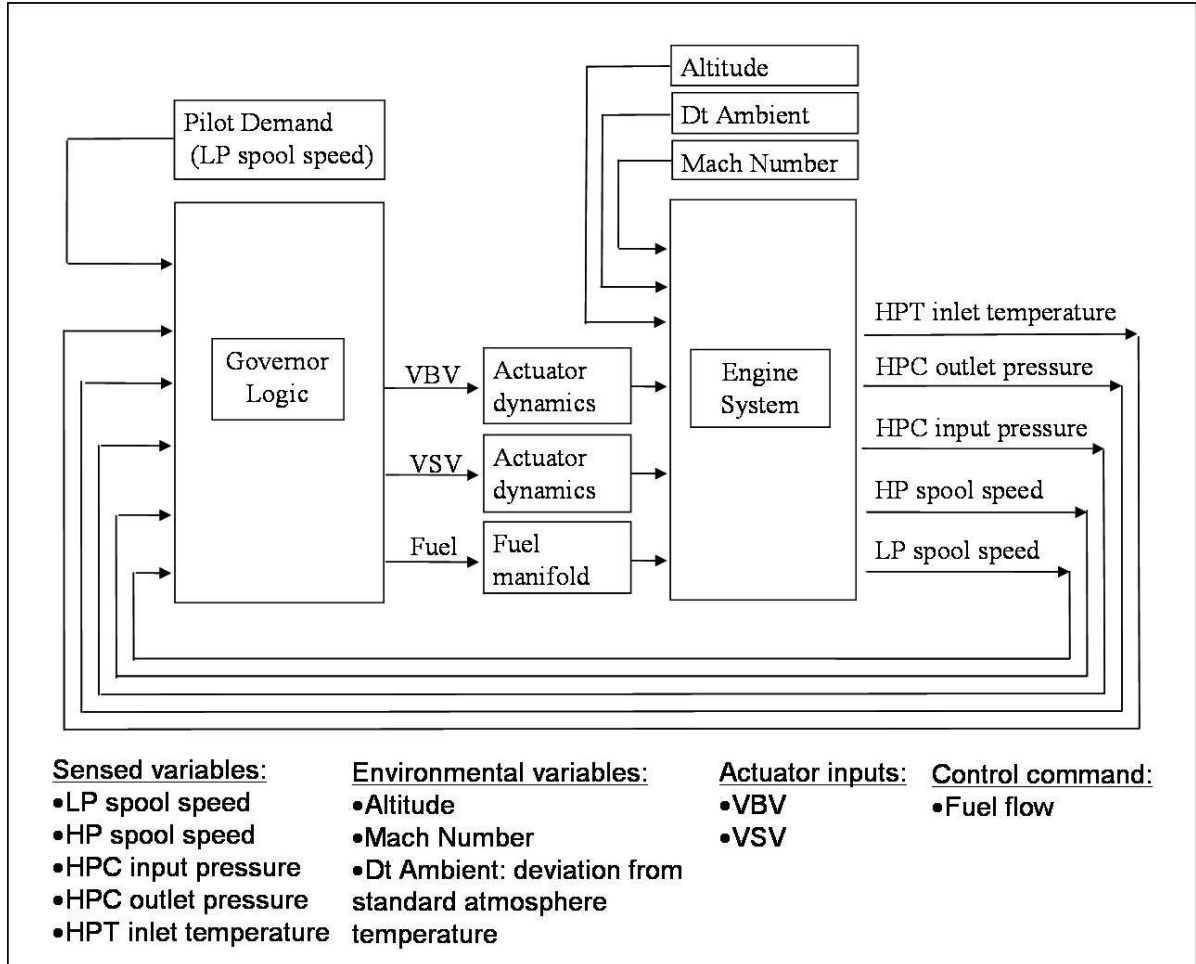 Altitude
Pilot Demand
(LP spool speed)
Dt Ambient
Mach Number
Governor
Logic
VBV
Actuator
dynamics
VSV
Actuator
dynamics
Fuel
Fuel
manifold
Engine
System
HPT inlet temperature
HPC outlet pressure
HPC input pressure
HP spool speed
LP spool speed
Sensed variables:
•LP spool speed
•HP spool speed
•HPC input pressure
•HPC outlet pressure
•HPT inlet temperature
Environmental variables:
•Altitude
•Mach Number
•Dt Ambient: deviation from
standard atmosphere
temperature
Actuator inputs:
•VBV
•VSV
Control command:
•Fuel flow